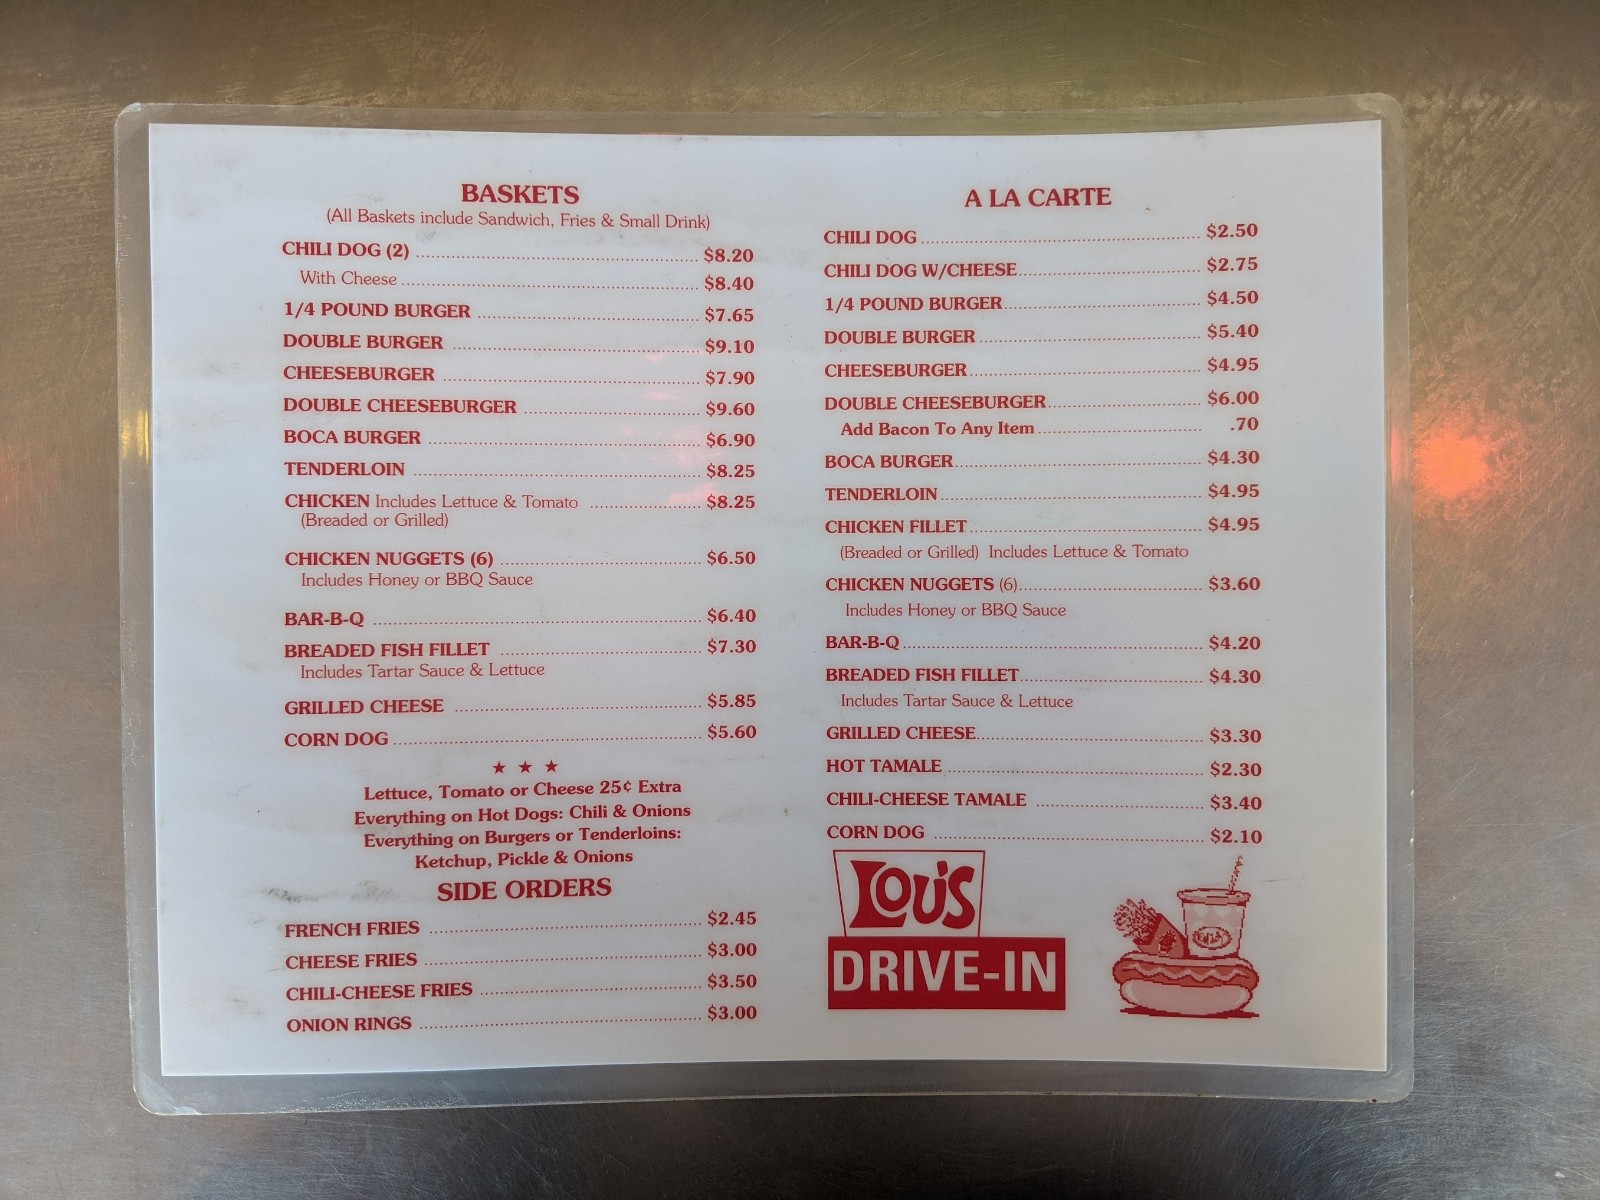 BASKETS
(All Baskets include Sandwich, Fries & Small Drink)
CHILI DOG (2) $8.20
With Cheese $8.40
1/4 POUND BURGER $7.65
DOUBLE BURGER $9.10
CHEESEBURGER $7.90
DOUBLE CHEESEBURGER $9.60
BOCA BURGER $6.90
TENDERLOIN $8.25
CHICKEN Includes Lettuce & Tomato $8.25
(Breaded or Grilled)
CHICKEN NUGGETS (6) $6.50
Includes Honey or BBQ Sauce
BAR-B-Q $6.40
BREADED FISH FILLET $7.30
Includes Tartar Sauce & Lettuce
GRILLED CHEESE $5.85
CORN DOG $5.60
★ ★ ★
Lettuce, Tomato or Cheese 25¢ Extra
Everything on Hot Dogs: Chili & Onions
Everything on Burgers or Tenderloins:
Ketchup, Pickle & Onions
SIDE ORDERS
FRENCH FRIES $2.45
CHEESE FRIES $3.00
CHILI-CHEESE FRIES $3.50
ONION RINGS $3.00
A LA CARTE
CHILI DOG $2.50
CHILI DOG W/CHEESE $2.75
1/4 POUND BURGER $4.50
DOUBLE BURGER $5.40
CHEESEBURGER $4.95
DOUBLE CHEESEBURGER $6.00
Add Bacon To Any Item .70
BOCA BURGER $4.30
TENDERLOIN $4.95
CHICKEN FILLET $4.95
(Breaded or Grilled) Includes Lettuce & Tomato
CHICKEN NUGGETS (6) $3.60
Includes Honey or BBQ Sauce
BAR-B-Q $4.20
BREADED FISH FILLET $4.30
Includes Tartar Sauce & Lettuce
GRILLED CHEESE $3.30
HOT TAMALE $2.30
CHILI-CHEESE TAMALE $3.40
CORN DOG $2.10
LOU'S
DRIVE-IN